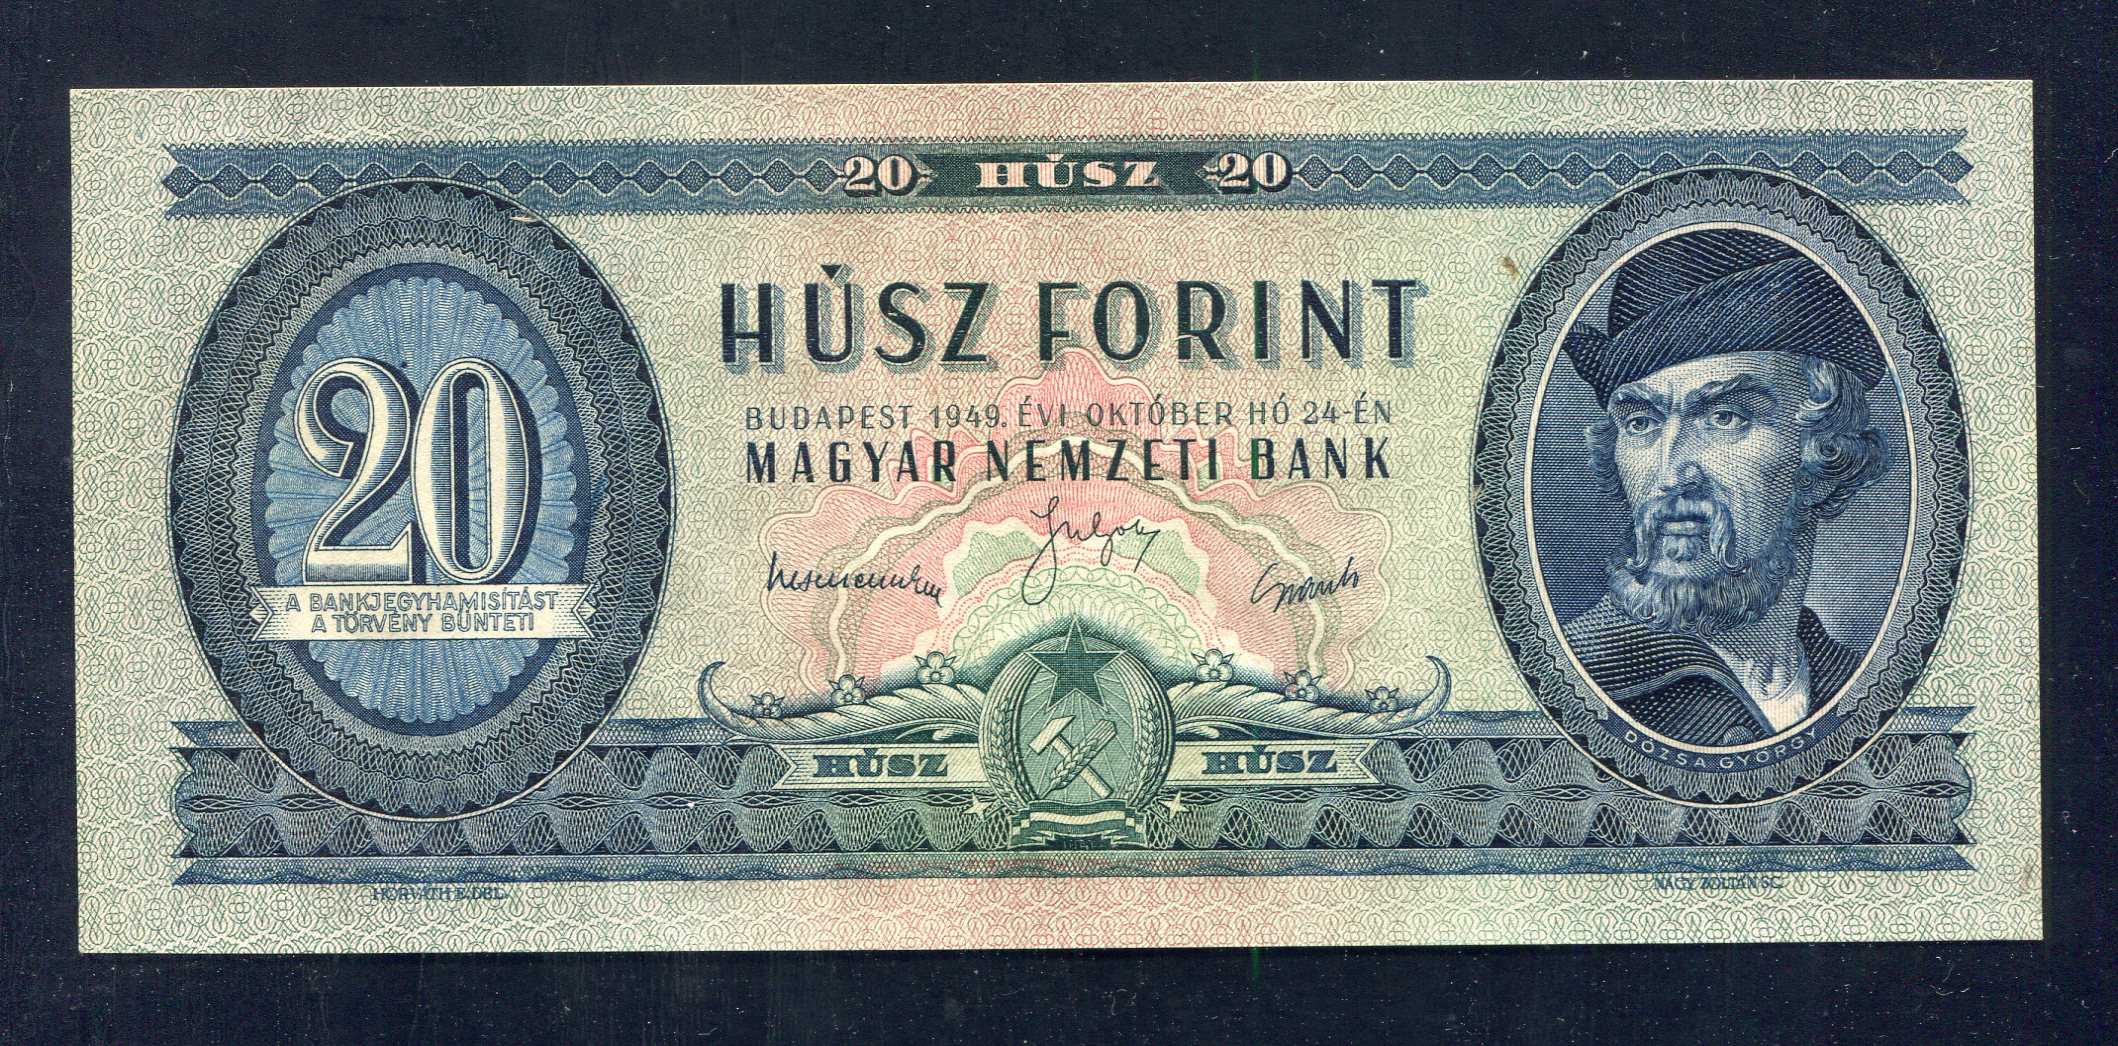 20 HÚSZ 20
HÚSZ FORINT
BUDAPEST 1949. ÉVI OKTÓBER HÓ 24-ÉN
MAGYAR NEMZETI BANK
20
A BANKJEGYHAMISÍTÁST
A TÖRVÉNY BÜNTETI
HÚSZ HÚSZ
DÓZSA GYÖRGY
HORVÁTH E. DEL.
NAGY ZOLTÁN SC.